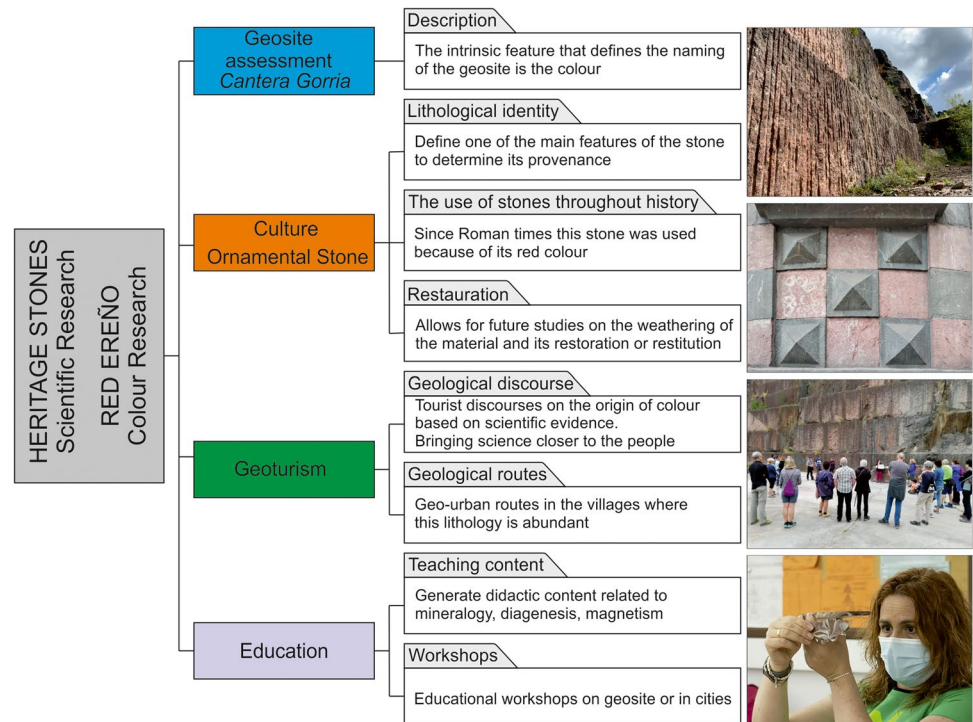 HERITAGE STONES
Scientific Research
RED EREÑO
Colour Research
Geosite
assessment
Cantera Gorria
Description
The intrinsic feature that defines the naming
of the geosite is the colour
Culture
Ornamental Stone
Lithological identity
Define one of the main features of the stone
to determine its provenance
The use of stones throughout history
Since Roman times this stone was used
because of its red colour
Restauration
Allows for future studies on the weathering of
the material and its restoration or restitution
Geoturism
Geological discourse
Tourist discourses on the origin of colour
based on scientific evidence.
Bringing science closer to the people
Geological routes
Geo-urban routes in the villages where
this lithology is abundant
Education
Teaching content
Generate didactic content related to
mineralogy, diagenesis, magnetism
Workshops
Educational workshops on geosite or in cities